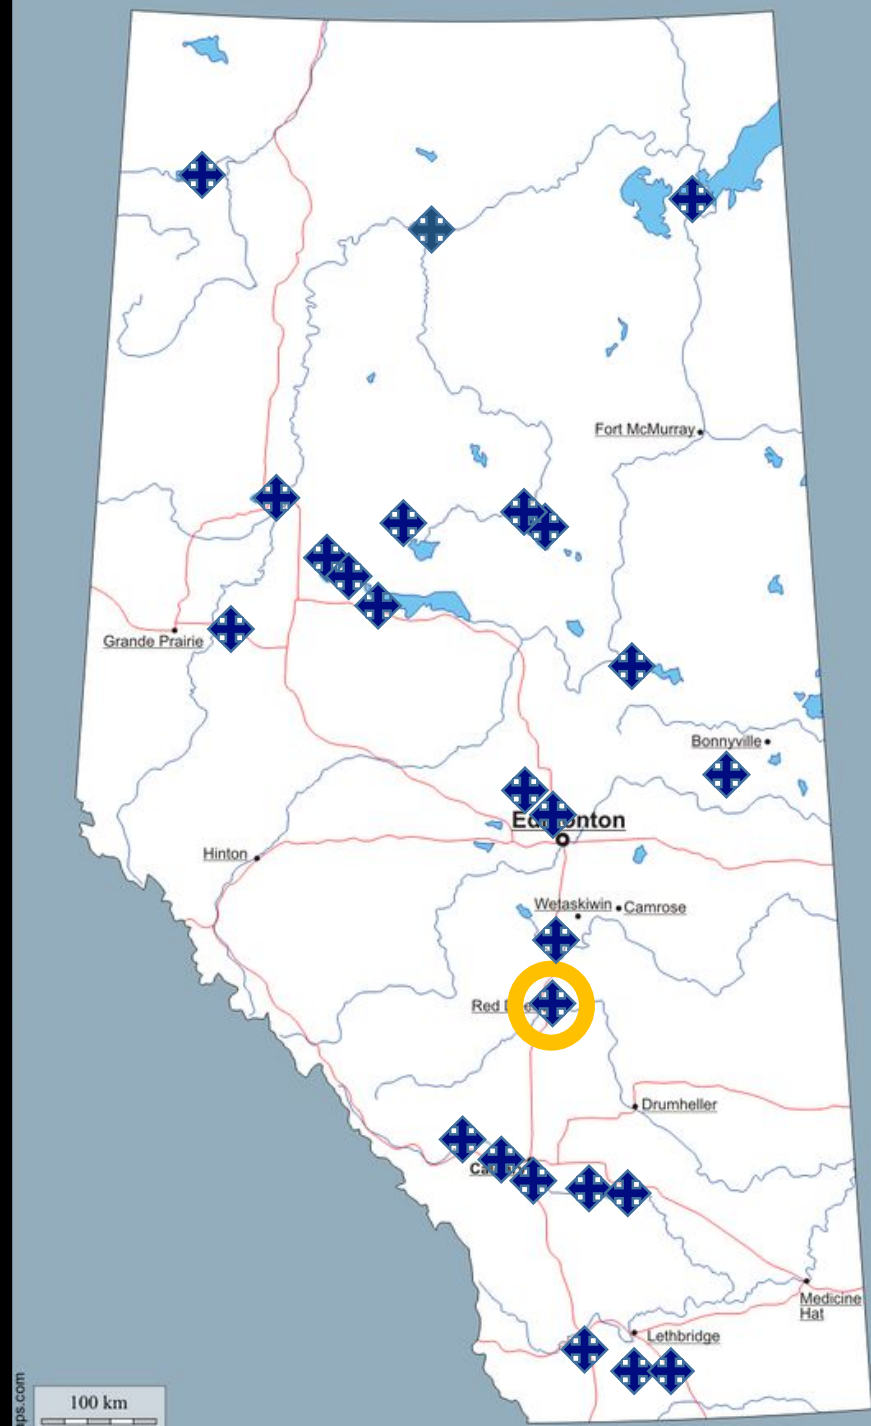 Fort McMurray
Grande Prairie
Bonnyville
Hinton
Wetaskiwin
Camrose
Drumheller
Medicine
Hat
Lethbridge
100 km